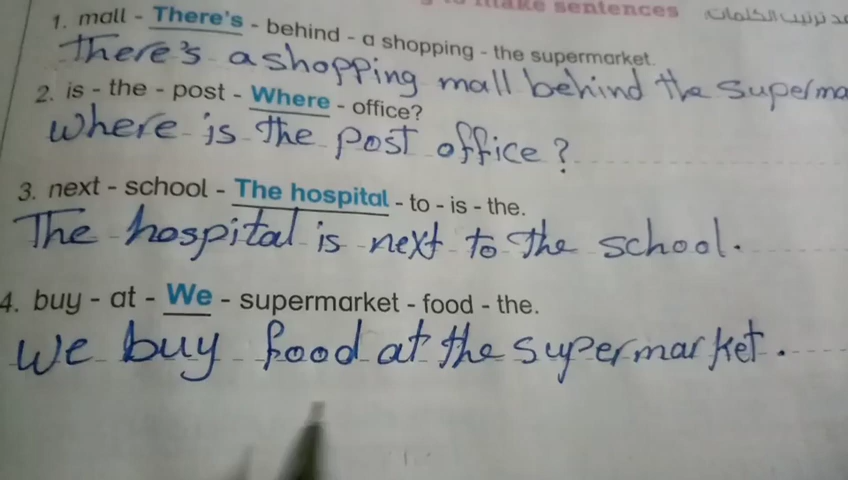 to make sentences
1. mall - There's - behind - a shopping - the supermarket.
There's a shopping mall behind the superma
2. is - the - post - Where - office?
Where is the post office?
3. next - school - The hospital - to - is - the.
The hospital is next to the school.
4. buy - at - We - supermarket - food - the.
We buy food at the supermarket.